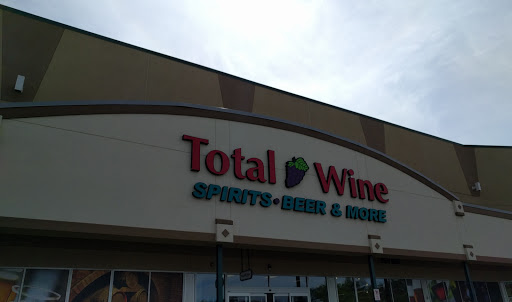 Total Wine
SPIRITS • BEER & MORE